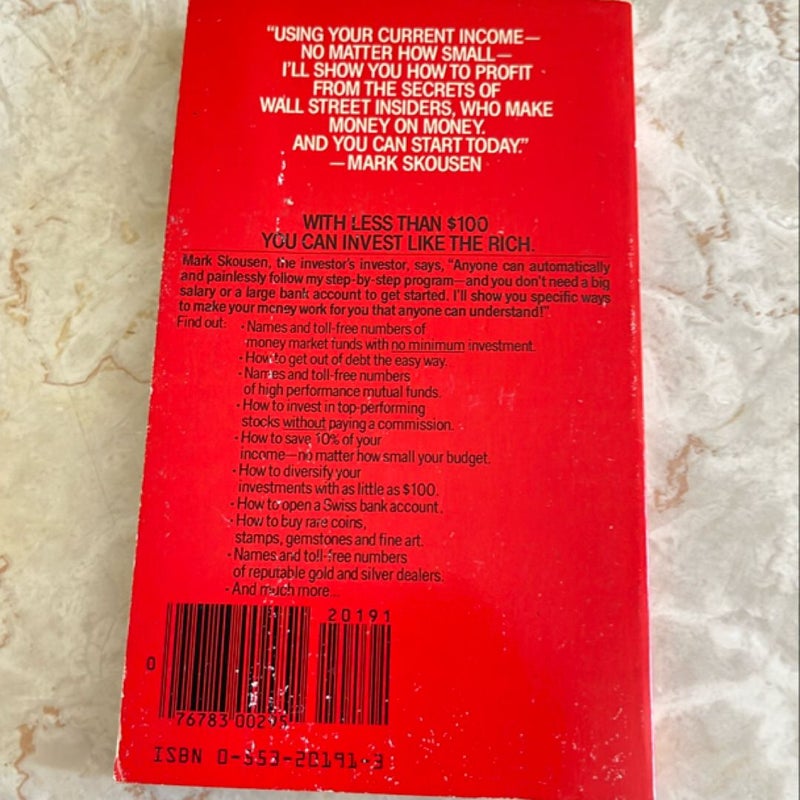 “USING YOUR CURRENT INCOME—
NO MATTER HOW SMALL—
I’LL SHOW YOU HOW TO PROFIT
FROM THE SECRETS OF
WALL STREET INSIDERS, WHO MAKE
MONEY ON MONEY.
AND YOU CAN START TODAY.”
—MARK SKOUSEN
WITH LESS THAN $100
YOU CAN INVEST LIKE THE RICH.
Mark Skousen, the investor’s investor, says, “Anyone can automatically
and painlessly follow my step-by-step program—and you don’t need a big
salary or a large bank account to get started. I’ll show you specific ways
to make your money work for you that anyone can understand!”
Find out: • Names and toll-free numbers of
money market funds with no minimum investment.
• How to get out of debt the easy way.
• Names and toll-free numbers
of high performance mutual funds.
• How to invest in top-performing
stocks without paying a commission.
• How to save 10% of your
income—no matter how small your budget.
• How to diversify your
investments with as little as $100.
• How to open a Swiss bank account.
• How to buy rare coins,
stamps, gemstones and fine art.
• Names and toll-free numbers
of reputable gold and silver dealers.
• And much more...
20191
0
76783 00295
ISBN 0-553-20191-3